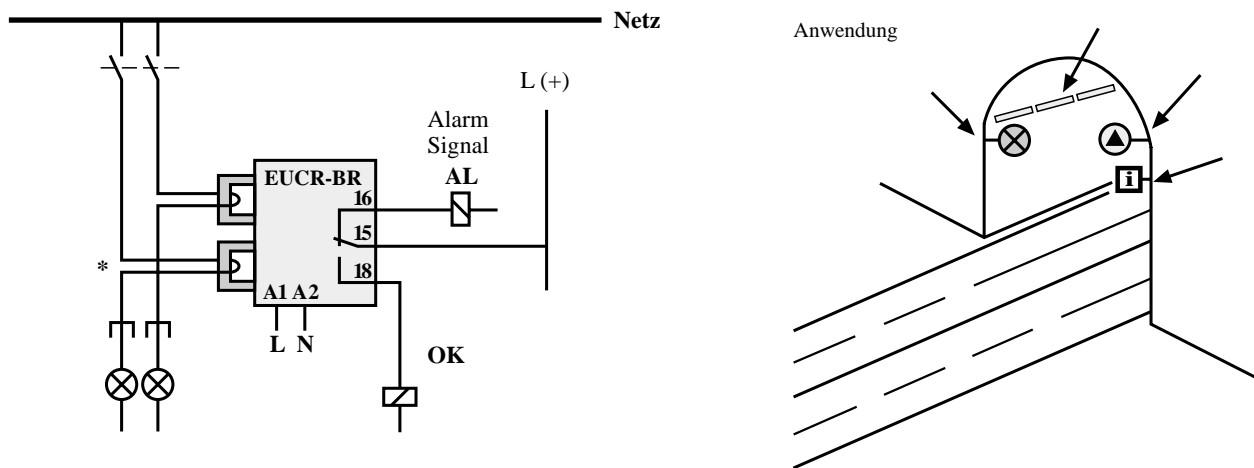 Netz
L (+)
Alarm
Signal
AL
EUCR-BR
16
15
18
*
A1 A2
L N
OK
Anwendung
i